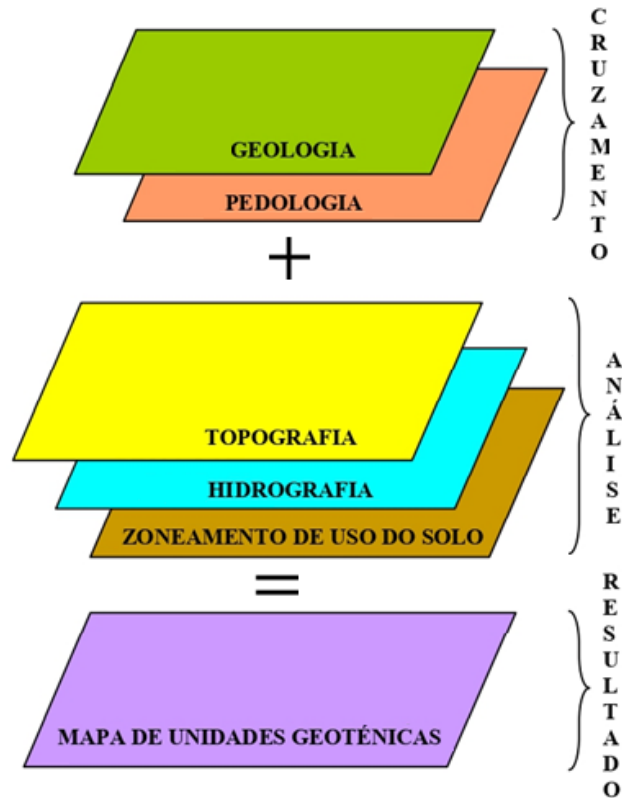 GEOLOGIA
PEDOLOGIA
CRUZAMENTO
+
TOPOGRAFIA
HIDROGRAFIA
ZONEAMENTO DE USO DO SOLO
ANÁLISE
=
MAPA DE UNIDADES GEOTÉNICAS
RESULTADO